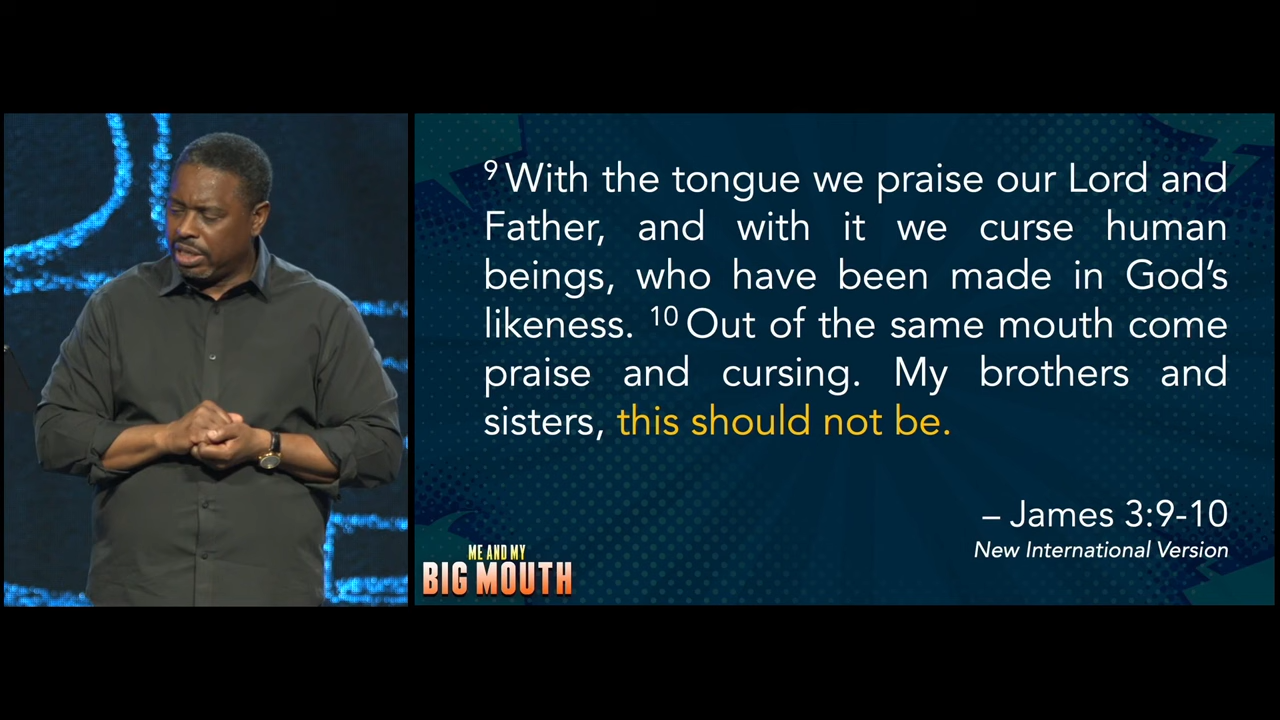 ⁹ With the tongue we praise our Lord and
Father, and with it we curse human
beings, who have been made in God’s
likeness. ¹⁰ Out of the same mouth come
praise and cursing. My brothers and
sisters, this should not be.
– James 3:9-10
New International Version
ME AND MY
BIG MOUTH